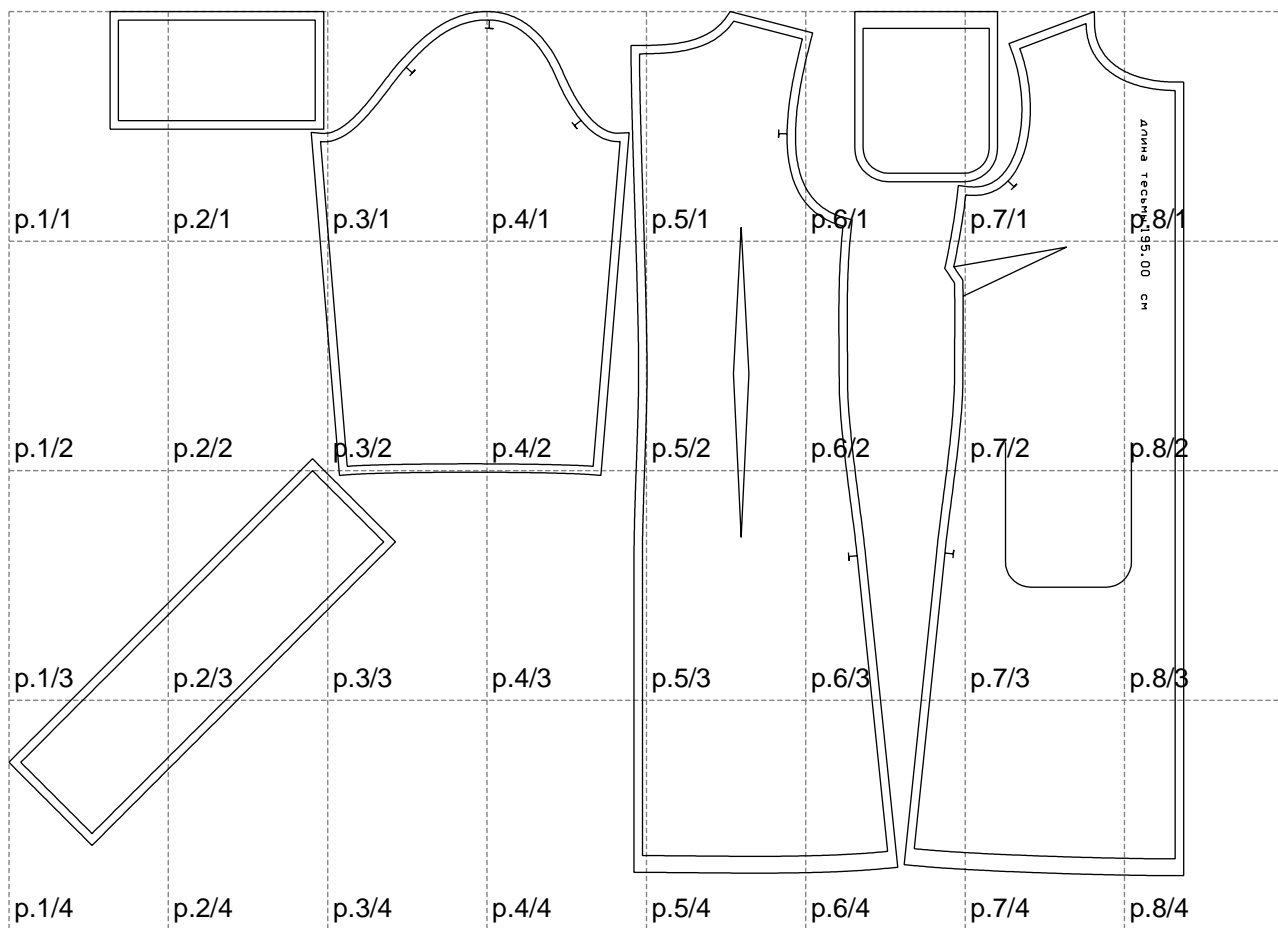 p.1/1 p.2/1 p.3/1 p.4/1 p.5/1 p.6/1 p.7/1 p.8/1
длина тесьмы 195.00 см
p.1/2 p.2/2 p.3/2 p.4/2 p.5/2 p.6/2 p.7/2 p.8/2
p.1/3 p.2/3 p.3/3 p.4/3 p.5/3 p.6/3 p.7/3 p.8/3
p.1/4 p.2/4 p.3/4 p.4/4 p.5/4 p.6/4 p.7/4 p.8/4